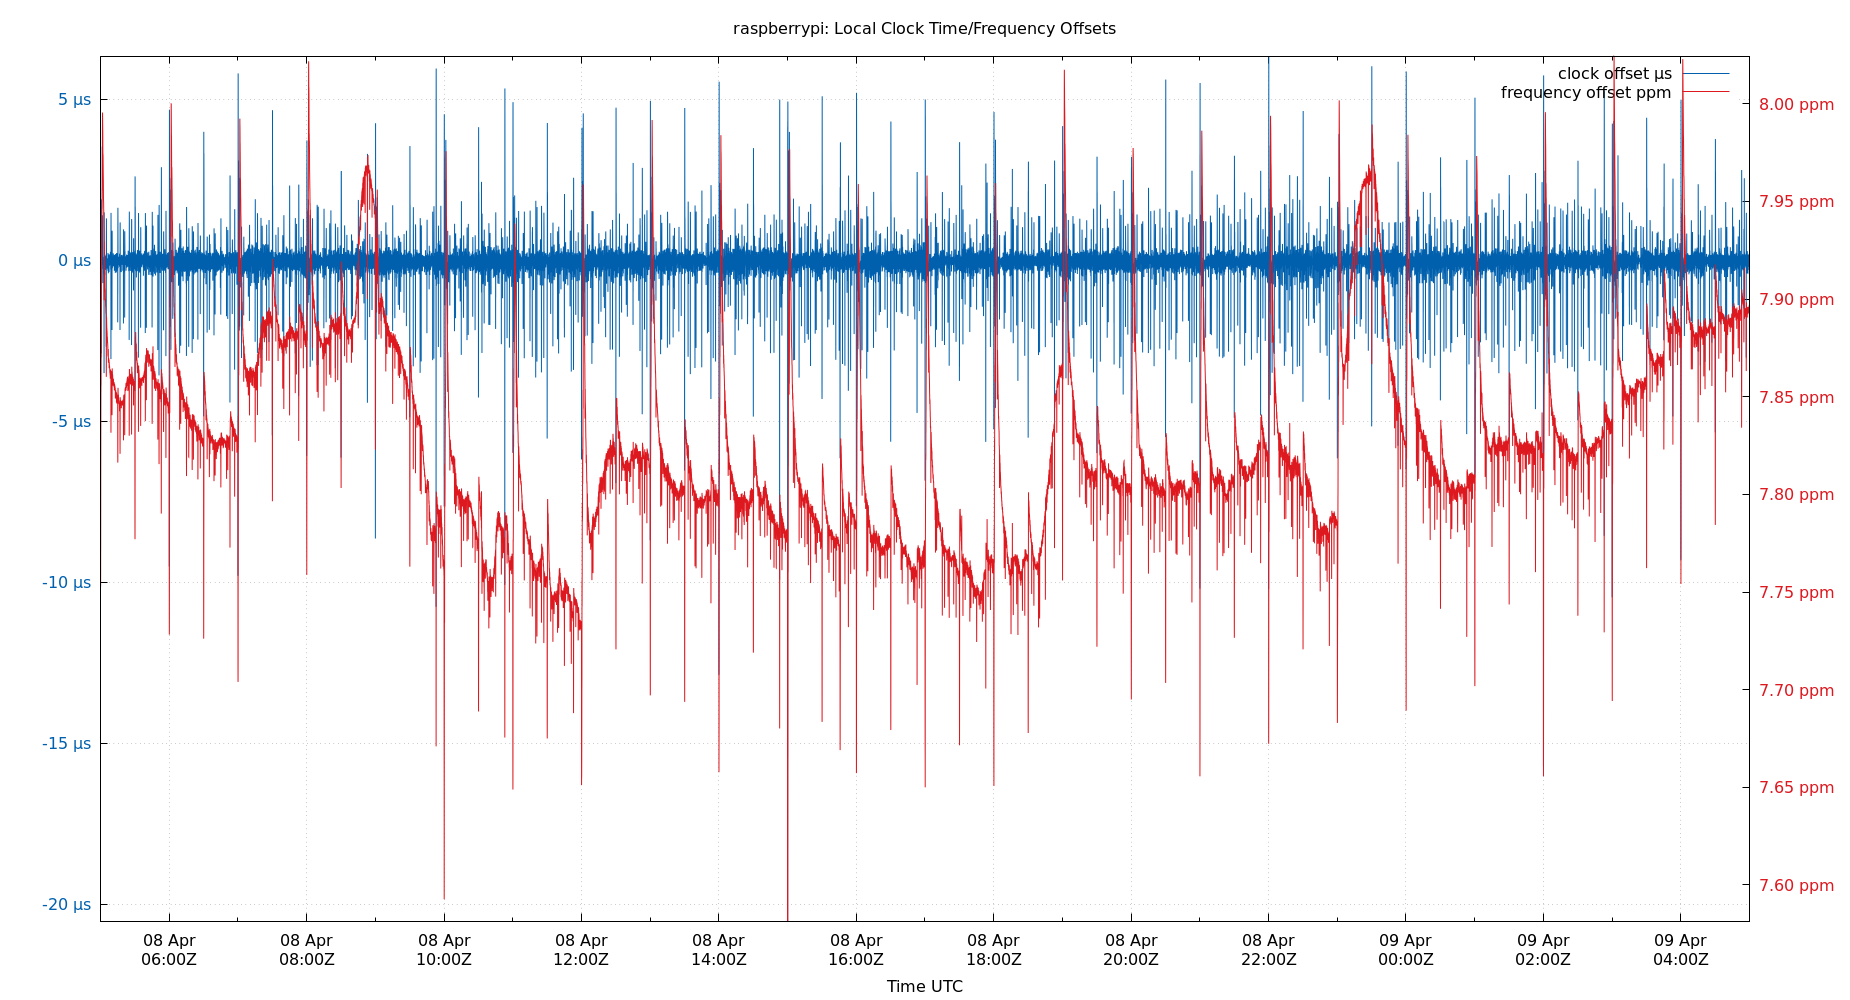 raspberrypi: Local Clock Time/Frequency Offsets
clock offset µs
frequency offset ppm
5 µs
0 µs
-5 µs
-10 µs
-15 µs
-20 µs
8.00 ppm
7.95 ppm
7.90 ppm
7.85 ppm
7.80 ppm
7.75 ppm
7.70 ppm
7.65 ppm
7.60 ppm
08 Apr 08 Apr 08 Apr 08 Apr 08 Apr 08 Apr 08 Apr 08 Apr 08 Apr 09 Apr 09 Apr 09 Apr
06:00Z 08:00Z 10:00Z 12:00Z 14:00Z 16:00Z 18:00Z 20:00Z 22:00Z 00:00Z 02:00Z 04:00Z
Time UTC